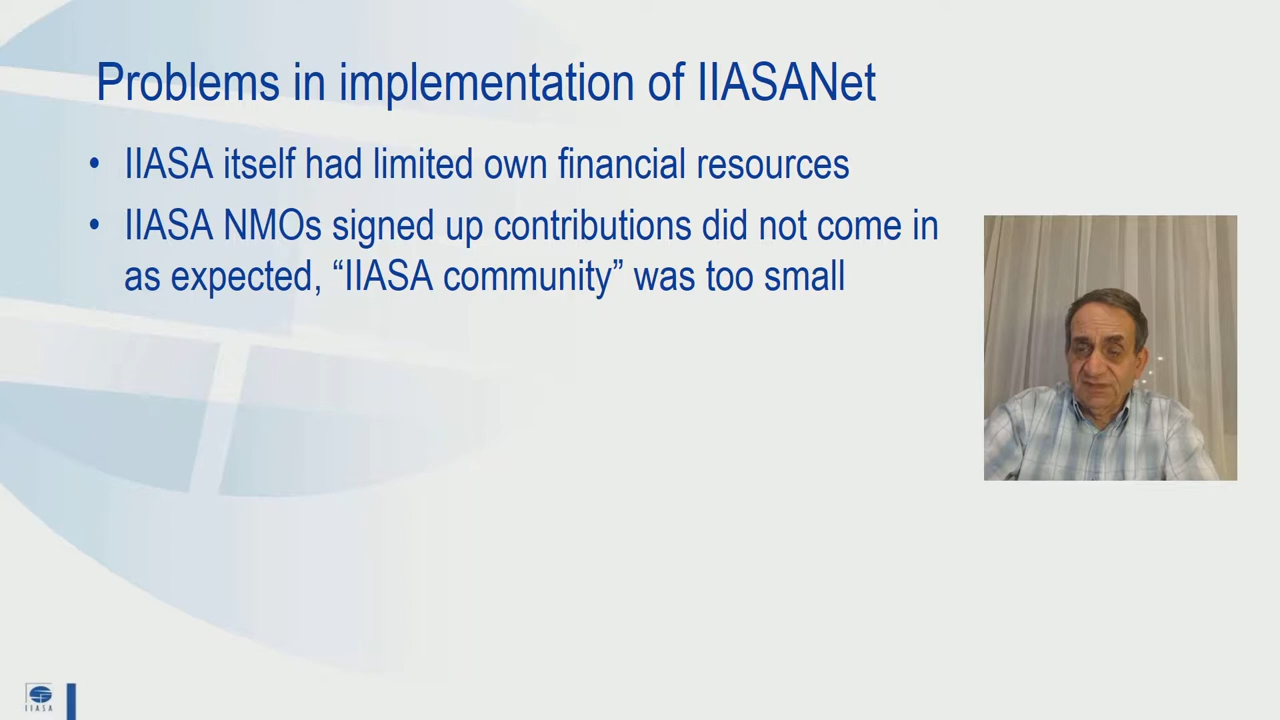 Problems in implementation of IIASANet
• IIASA itself had limited own financial resources
• IIASA NMOs signed up contributions did not come in
as expected, “IIASA community” was too small
IIASA